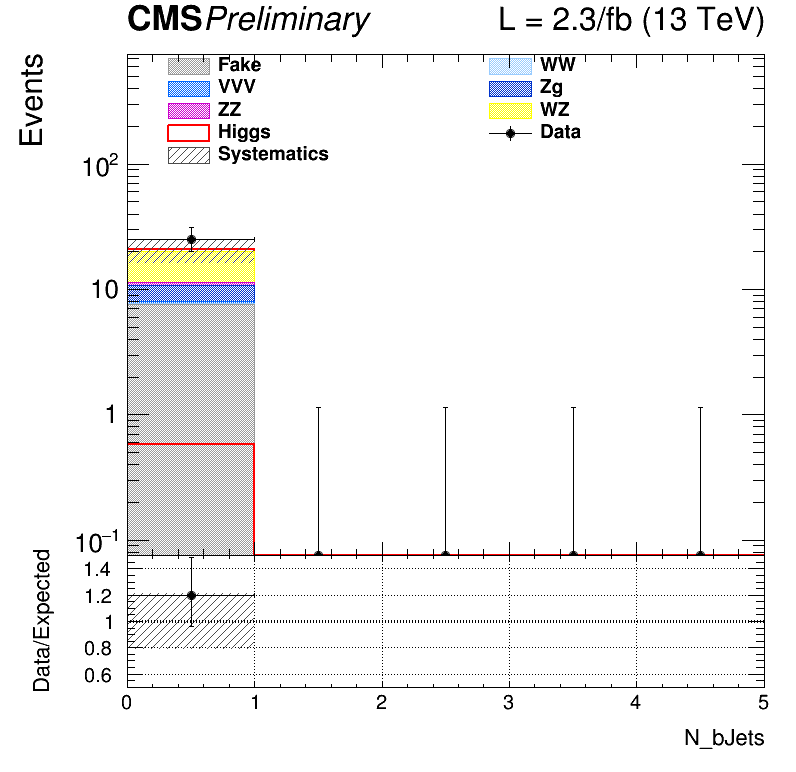 CMSPreliminary L = 2.3/fb (13 TeV)
Events
Fake WW
VVV Zg
ZZ WZ
Higgs Data
Systematics
10²
10
1
10⁻¹
Data/Expected
1.4
1.2
1
0.8
0.6
0 1 2 3 4 5
N_bJets